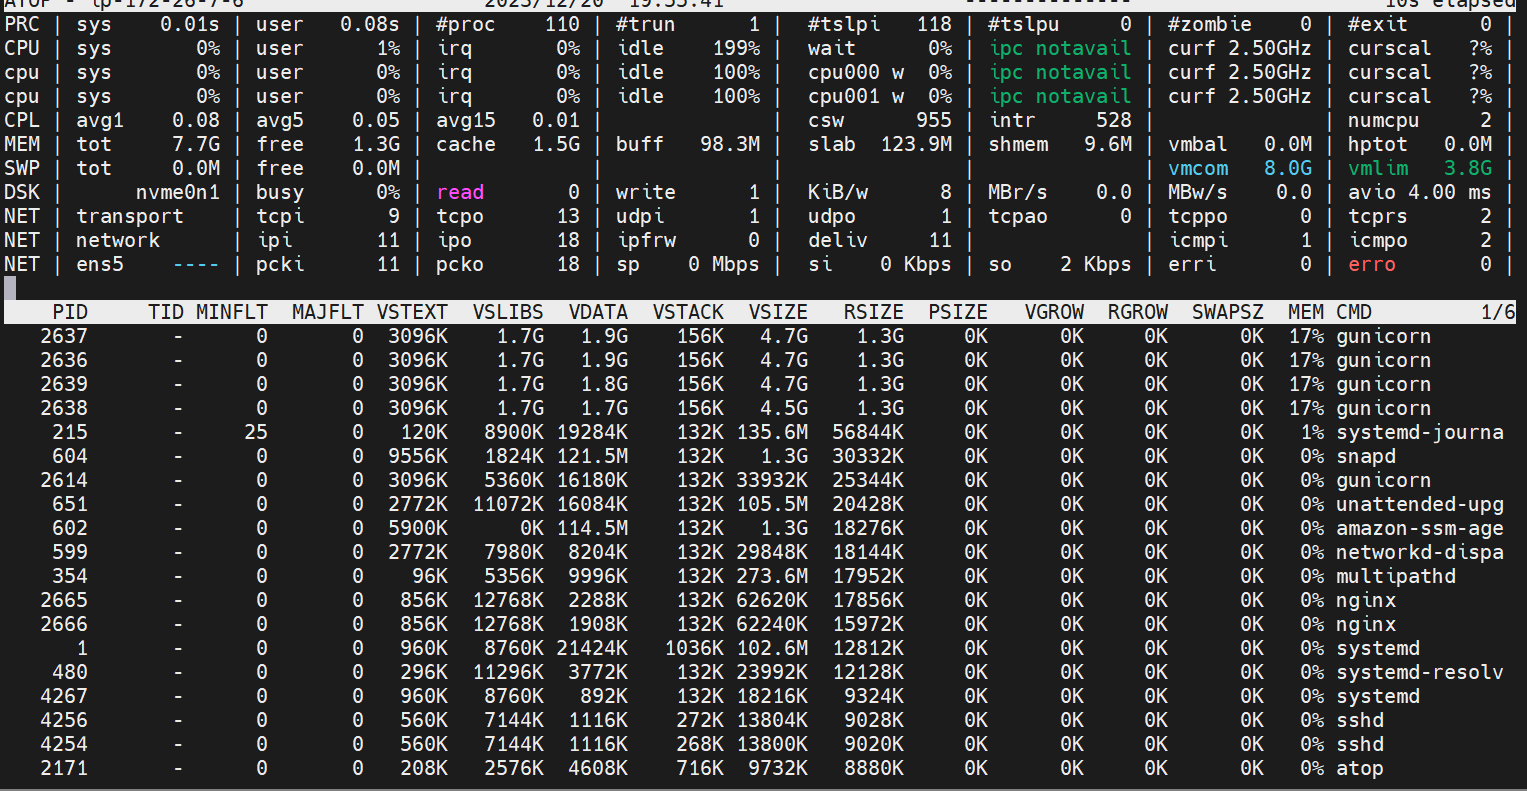 ATOP - ip-172-26-7-6 2023/12/20 19:55:41 -------------- 10s elapsed
PRC | sys 0.01s | user 0.08s | #proc 110 | #trun 1 | #tslpi 118 | #tslpu 0 | #zombie 0 | #exit 0 |
CPU | sys 0% | user 1% | irq 0% | idle 199% | wait 0% | ipc notavail | curf 2.50GHz | curscal ?% |
cpu | sys 0% | user 0% | irq 0% | idle 100% | cpu000 w 0% | ipc notavail | curf 2.50GHz | curscal ?% |
cpu | sys 0% | user 0% | irq 0% | idle 100% | cpu001 w 0% | ipc notavail | curf 2.50GHz | curscal ?% |
CPL | avg1 0.08 | avg5 0.05 | avg15 0.01 | | csw 955 | intr 528 | | numcpu 2 |
MEM | tot 7.7G | free 1.3G | cache 1.5G | buff 98.3M | slab 123.9M | shmem 9.6M | vmbal 0.0M | hptot 0.0M |
SWP | tot 0.0M | free 0.0M | | | | | vmcom 8.0G | vmlim 3.8G |
DSK | nvme0n1 | busy 0% | read 0 | write 1 | KiB/w 8 | MBr/s 0.0 | MBw/s 0.0 | avio 4.00 ms |
NET | transport | tcpi 9 | tcpo 13 | udpi 1 | udpo 1 | tcpao 0 | tcppo 0 | tcprs 2 |
NET | network | ipi 11 | ipo 18 | ipfrw 0 | deliv 11 | | icmpi 1 | icmpo 2 |
NET | ens5 ---- | pcki 11 | pcko 18 | sp 0 Mbps | si 0 Kbps | so 2 Kbps | erri 0 | erro 0 |
PID TID MINFLT MAJFLT VSTEXT VSLIBS VDATA VSTACK VSIZE RSIZE PSIZE VGROW RGROW SWAPSZ MEM CMD 1/6
2637 - 0 0 3096K 1.7G 1.9G 156K 4.7G 1.3G 0K 0K 0K 0K 17% gunicorn
2636 - 0 0 3096K 1.7G 1.9G 156K 4.7G 1.3G 0K 0K 0K 0K 17% gunicorn
2639 - 0 0 3096K 1.7G 1.8G 156K 4.7G 1.3G 0K 0K 0K 0K 17% gunicorn
2638 - 0 0 3096K 1.7G 1.7G 156K 4.5G 1.3G 0K 0K 0K 0K 17% gunicorn
215 - 25 0 120K 8900K 19284K 132K 135.6M 56844K 0K 0K 0K 0K 1% systemd-journa
604 - 0 0 9556K 1824K 121.5M 132K 1.3G 30332K 0K 0K 0K 0K 0% snapd
2614 - 0 0 3096K 5360K 16180K 132K 33932K 25344K 0K 0K 0K 0K 0% gunicorn
651 - 0 0 2772K 11072K 16084K 132K 105.5M 20428K 0K 0K 0K 0K 0% unattended-upg
602 - 0 0 5900K 0K 114.5M 132K 1.3G 18276K 0K 0K 0K 0K 0% amazon-ssm-age
599 - 0 0 2772K 7980K 8204K 132K 29848K 18144K 0K 0K 0K 0K 0% networkd-dispa
354 - 0 0 96K 5356K 9996K 132K 273.6M 17952K 0K 0K 0K 0K 0% multipathd
2665 - 0 0 856K 12768K 2288K 132K 62620K 17856K 0K 0K 0K 0K 0% nginx
2666 - 0 0 856K 12768K 1908K 132K 62240K 15972K 0K 0K 0K 0K 0% nginx
1 - 0 0 960K 8760K 21424K 1036K 102.6M 12812K 0K 0K 0K 0K 0% systemd
480 - 0 0 296K 11296K 3772K 132K 23992K 12128K 0K 0K 0K 0K 0% systemd-resolv
4267 - 0 0 960K 8760K 892K 132K 18216K 9324K 0K 0K 0K 0K 0% systemd
4256 - 0 0 560K 7144K 1116K 272K 13804K 9028K 0K 0K 0K 0K 0% sshd
4254 - 0 0 560K 7144K 1116K 268K 13800K 9020K 0K 0K 0K 0K 0% sshd
2171 - 0 0 208K 2576K 4608K 716K 9732K 8880K 0K 0K 0K 0K 0% atop